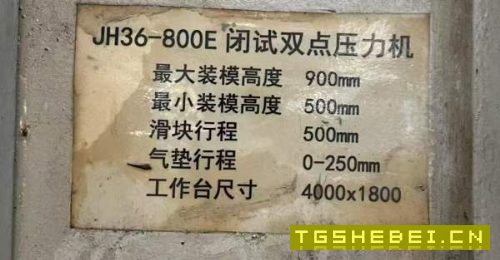 JH36-800E 闭试双点压力机
最大装模高度 900mm
最小装模高度 500mm
滑块行程 500mm
气垫行程 0-250mm
工作台尺寸 4000x1800
TGSHEBEI.CN